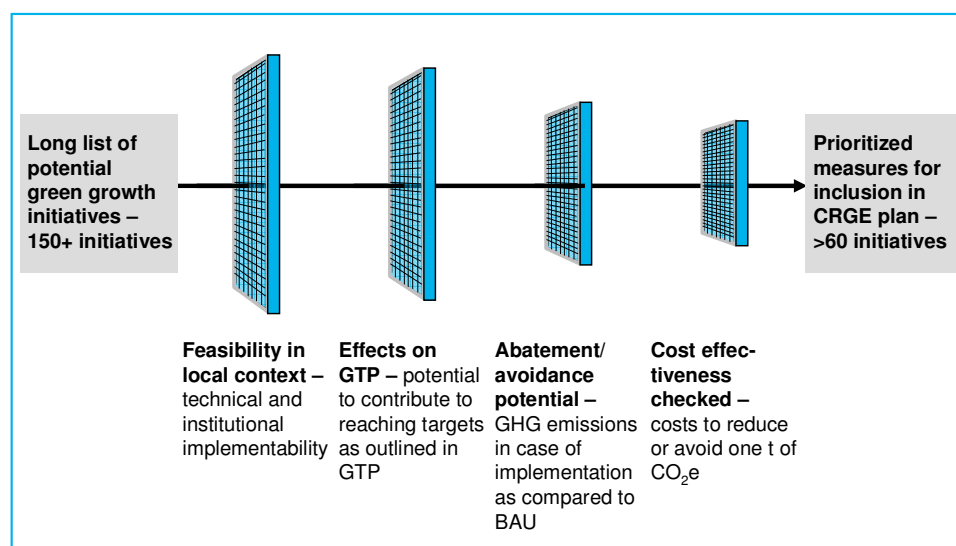 Long list of
potential
green growth
initiatives –
150+ initiatives
Prioritized
measures for
inclusion in
CRGE plan –
>60 initiatives
Feasibility in
local context –
technical and
institutional
implementability
Effects on
GTP – potential
to contribute to
reaching targets
as outlined in
GTP
Abatement/
avoidance
potential –
GHG emissions
in case of
implementation
as compared to
BAU
Cost effec-
tiveness
checked –
costs to reduce
or avoid one t of
CO₂e